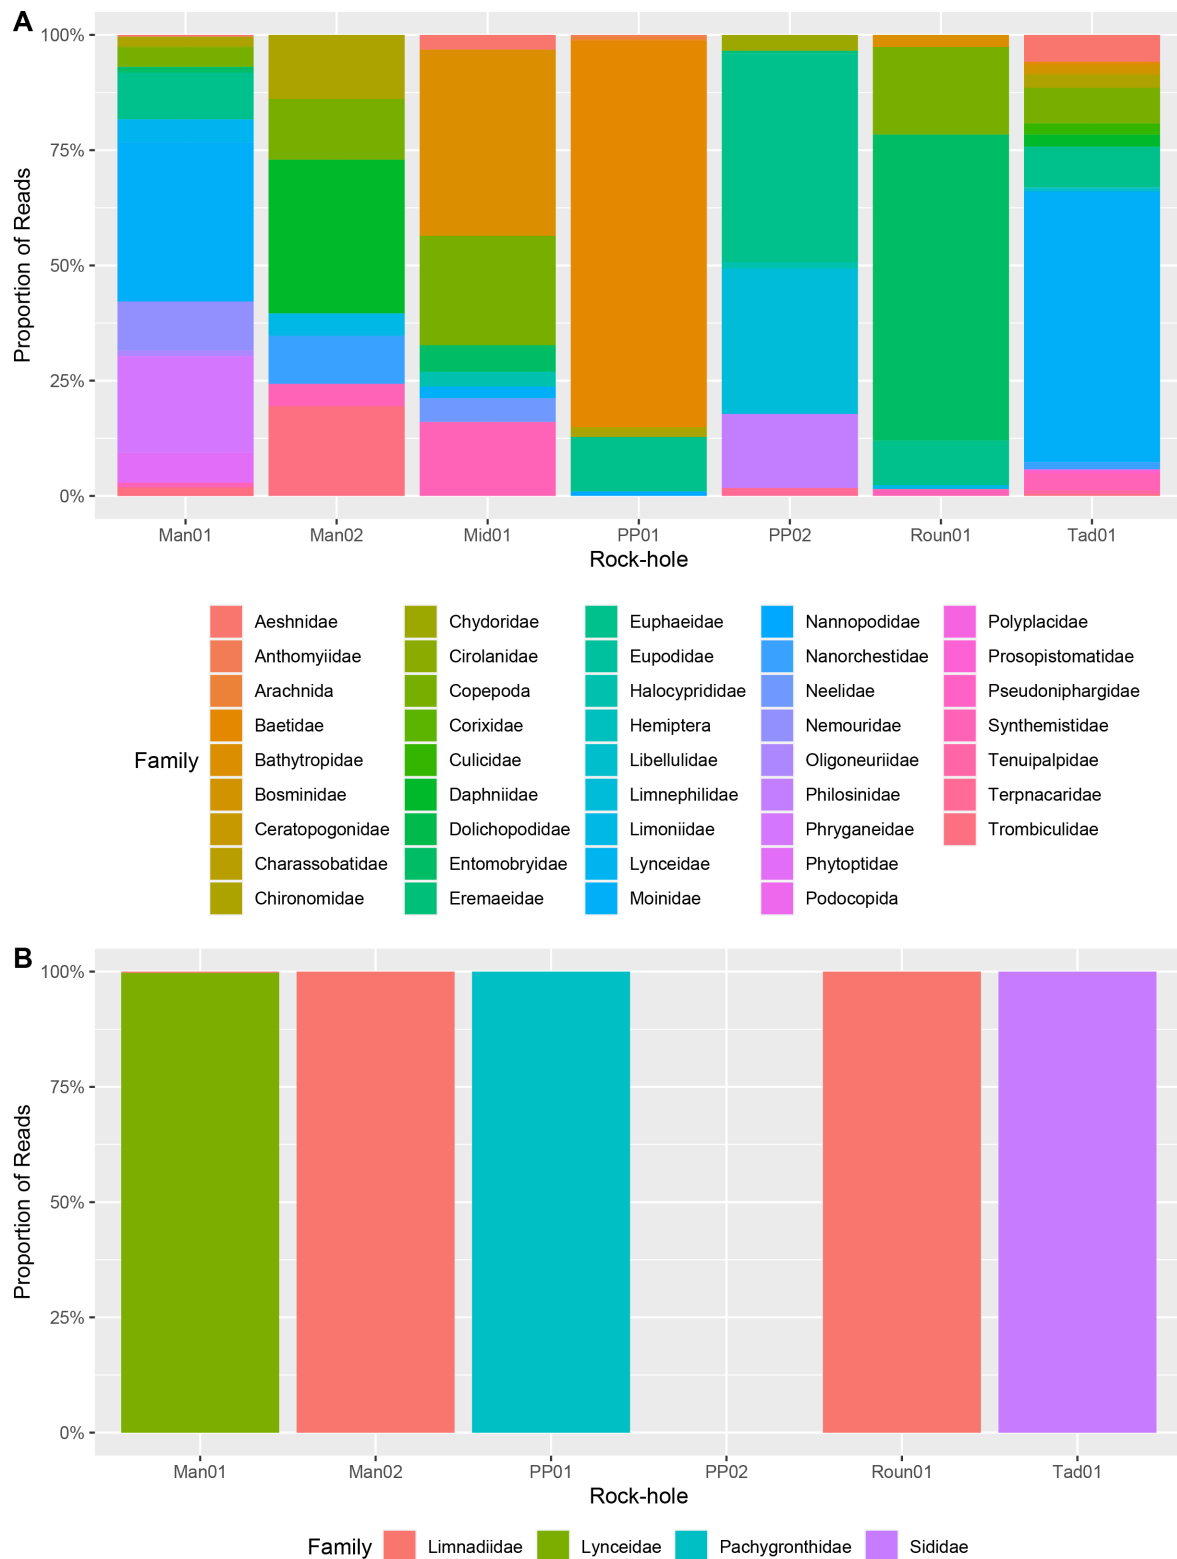 A
100%
75%
50%
25%
0%
Proportion of Reads
Man01 Man02 Mid01 PP01 PP02 Roun01 Tad01
Rock-hole
Family
Aeshnidae Chydoridae Euphaeidae Nannopodidae Polyplacidae
Anthomyiidae Cirolanidae Eupodidae Nanorchestidae Prosopistomatidae
Arachnida Copepoda Halocyprididae Neelidae Pseudoniphargidae
Baetidae Corixidae Hemiptera Nemouridae Synthemistidae
Bathytropidae Culicidae Libellulidae Oligoneuriidae Tenuipalpidae
Bosminidae Daphniidae Limnephilidae Philosinidae Terpnacaridae
Ceratopogonidae Dolichopodidae Limoniidae Phryganeidae Trombiculidae
Charassobatidae Entomobryidae Lynceidae Phytoptidae
Chironomidae Eremaeidae Moinidae Podocopida
B
100%
75%
50%
25%
0%
Proportion of Reads
Man01 Man02 PP01 PP02 Roun01 Tad01
Rock-hole
Family Limnadiidae Lynceidae Pachygronthidae Sididae